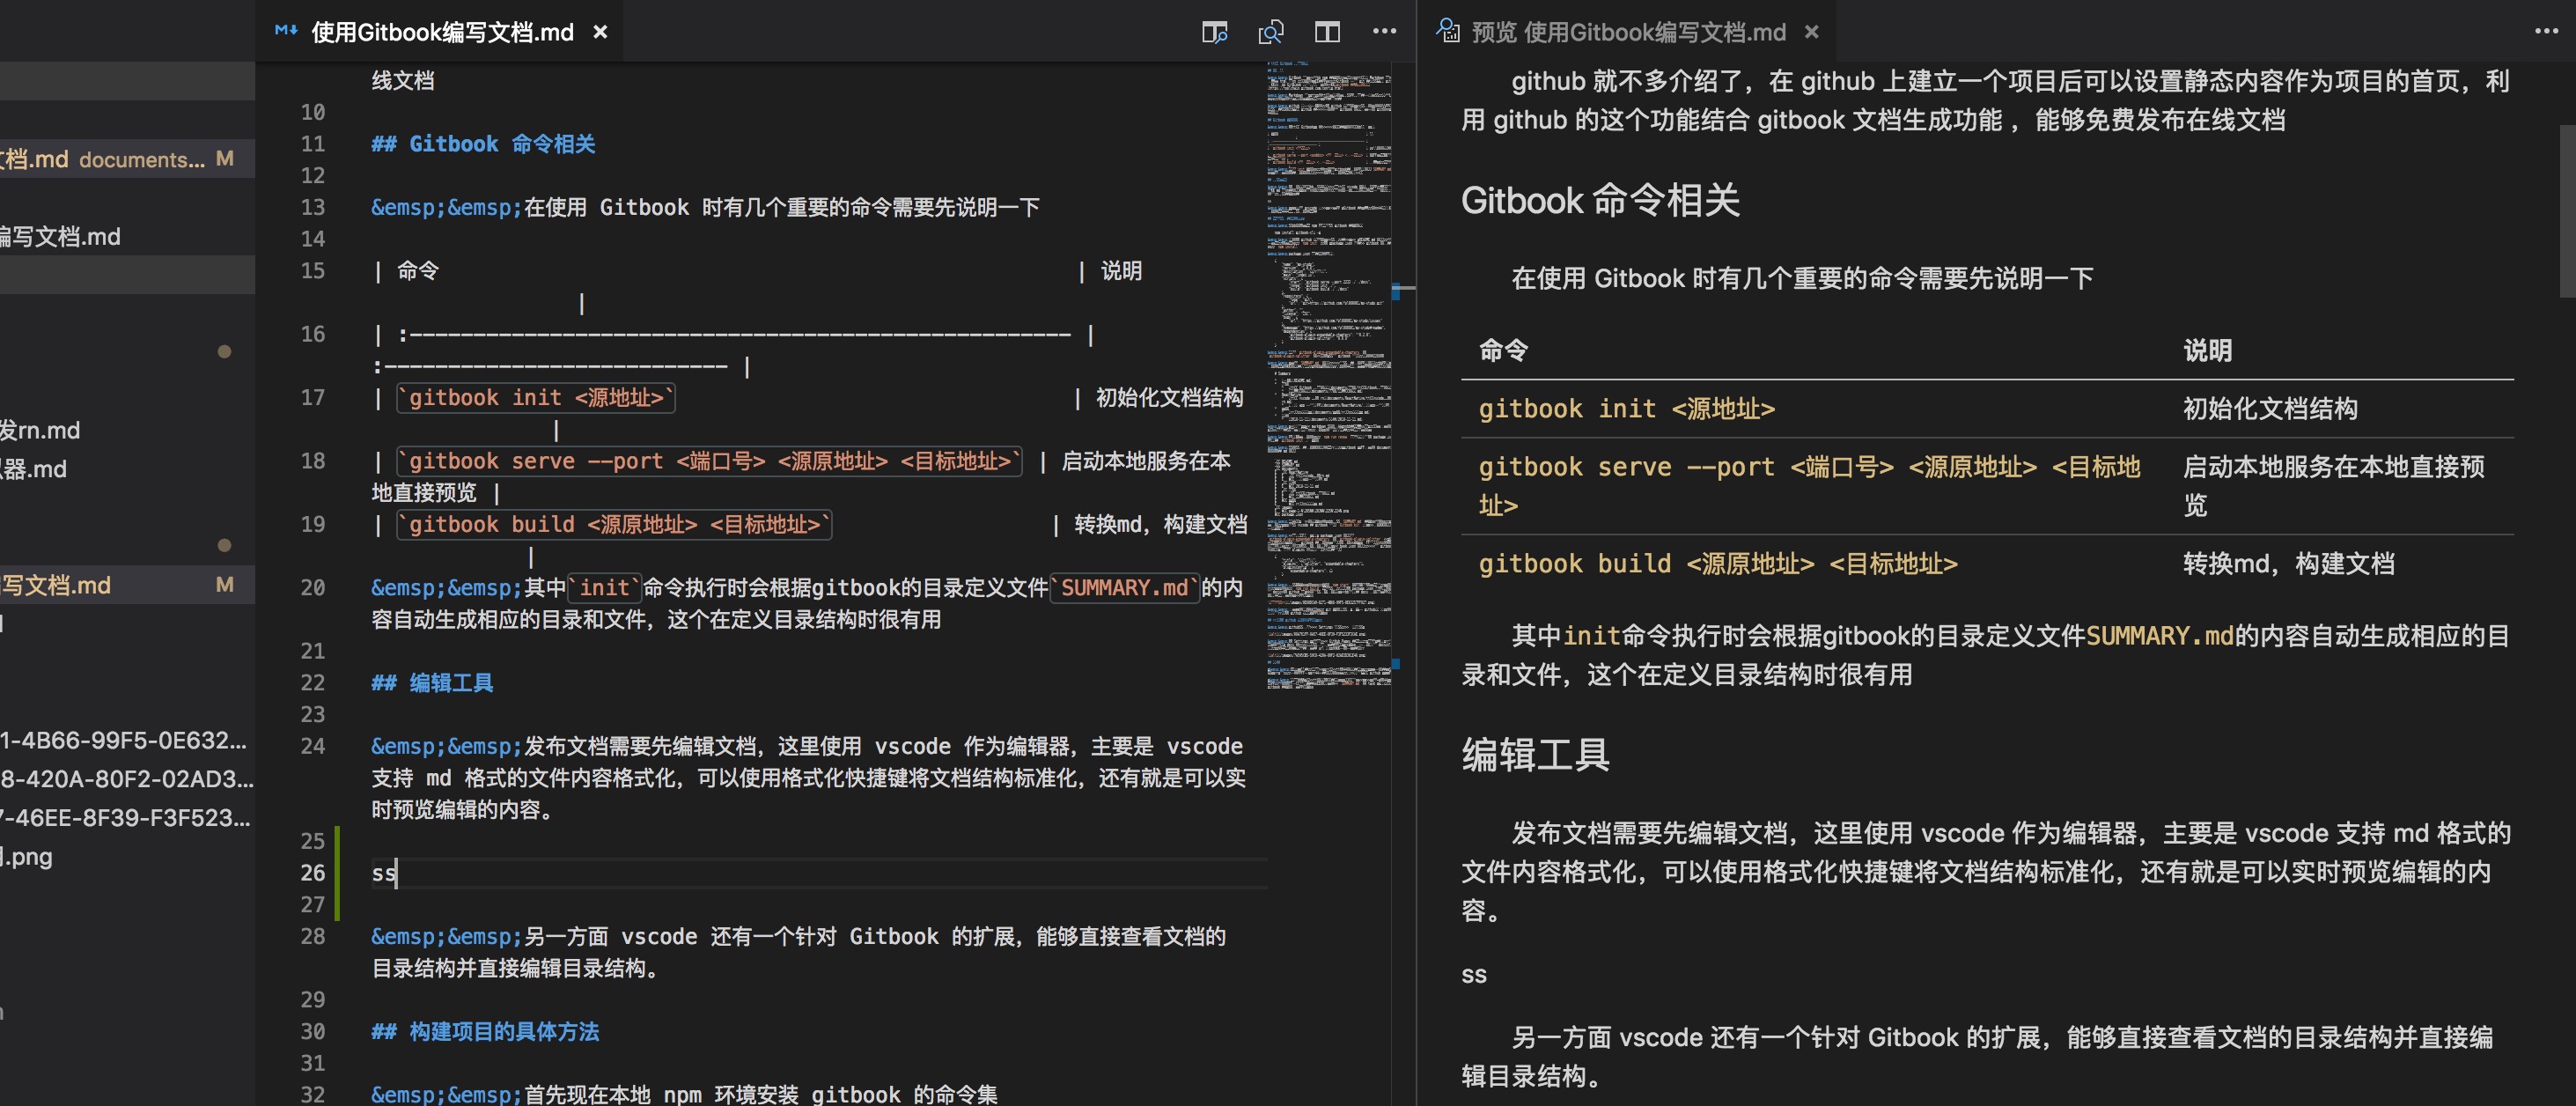 使用Gitbook编写文档.md
预览 使用Gitbook编写文档.md
档.md documents... M
编写文档.md
发rn.md
器.md
写文档.md M
1-4B66-99F5-0E632...
8-420A-80F2-02AD3...
-46EE-8F39-F3F523...
.png
线文档
10
11 ## Gitbook 命令相关
12
13 &emsp;&emsp;在使用 Gitbook 时有几个重要的命令需要先说明一下
14
15 | 命令 | 说明
|
16 | :---------------------------------------------------- |
:--------------------------- |
17 | `gitbook init <源地址>` | 初始化文档结构
|
18 | `gitbook serve --port <端口号> <源原地址> <目标地址>` | 启动本地服务在本
地直接预览 |
19 | `gitbook build <源原地址> <目标地址>` | 转换md，构建文档
|
20 &emsp;&emsp;其中`init`命令执行时会根据gitbook的目录定义文件`SUMMARY.md`的内
容自动生成相应的目录和文件，这个在定义目录结构时很有用
21
22 ## 编辑工具
23
24 &emsp;&emsp;发布文档需要先编辑文档，这里使用 vscode 作为编辑器，主要是 vscode
支持 md 格式的文件内容格式化，可以使用格式化快捷键将文档结构标准化，还有就是可以实
时预览编辑的内容。
25
26 ss
27
28 &emsp;&emsp;另一方面 vscode 还有一个针对 Gitbook 的扩展，能够直接查看文档的
目录结构并直接编辑目录结构。
29
30 ## 构建项目的具体方法
31
32 &emsp;&emsp;首先现在本地 npm 环境安装 gitbook 的命令集
github 就不多介绍了，在 github 上建立一个项目后可以设置静态内容作为项目的首页，利
用 github 的这个功能结合 gitbook 文档生成功能 ，能够免费发布在线文档
Gitbook 命令相关
在使用 Gitbook 时有几个重要的命令需要先说明一下
命令 说明
gitbook init <源地址> 初始化文档结构
gitbook serve --port <端口号> <源原地址> <目标地 启动本地服务在本地直接预
址> 览
gitbook build <源原地址> <目标地址> 转换md，构建文档
其中init命令执行时会根据gitbook的目录定义文件SUMMARY.md的内容自动生成相应的目
录和文件，这个在定义目录结构时很有用
编辑工具
发布文档需要先编辑文档，这里使用 vscode 作为编辑器，主要是 vscode 支持 md 格式的
文件内容格式化，可以使用格式化快捷键将文档结构标准化，还有就是可以实时预览编辑的内
容。
ss
另一方面 vscode 还有一个针对 Gitbook 的扩展，能够直接查看文档的目录结构并直接编
辑目录结构。